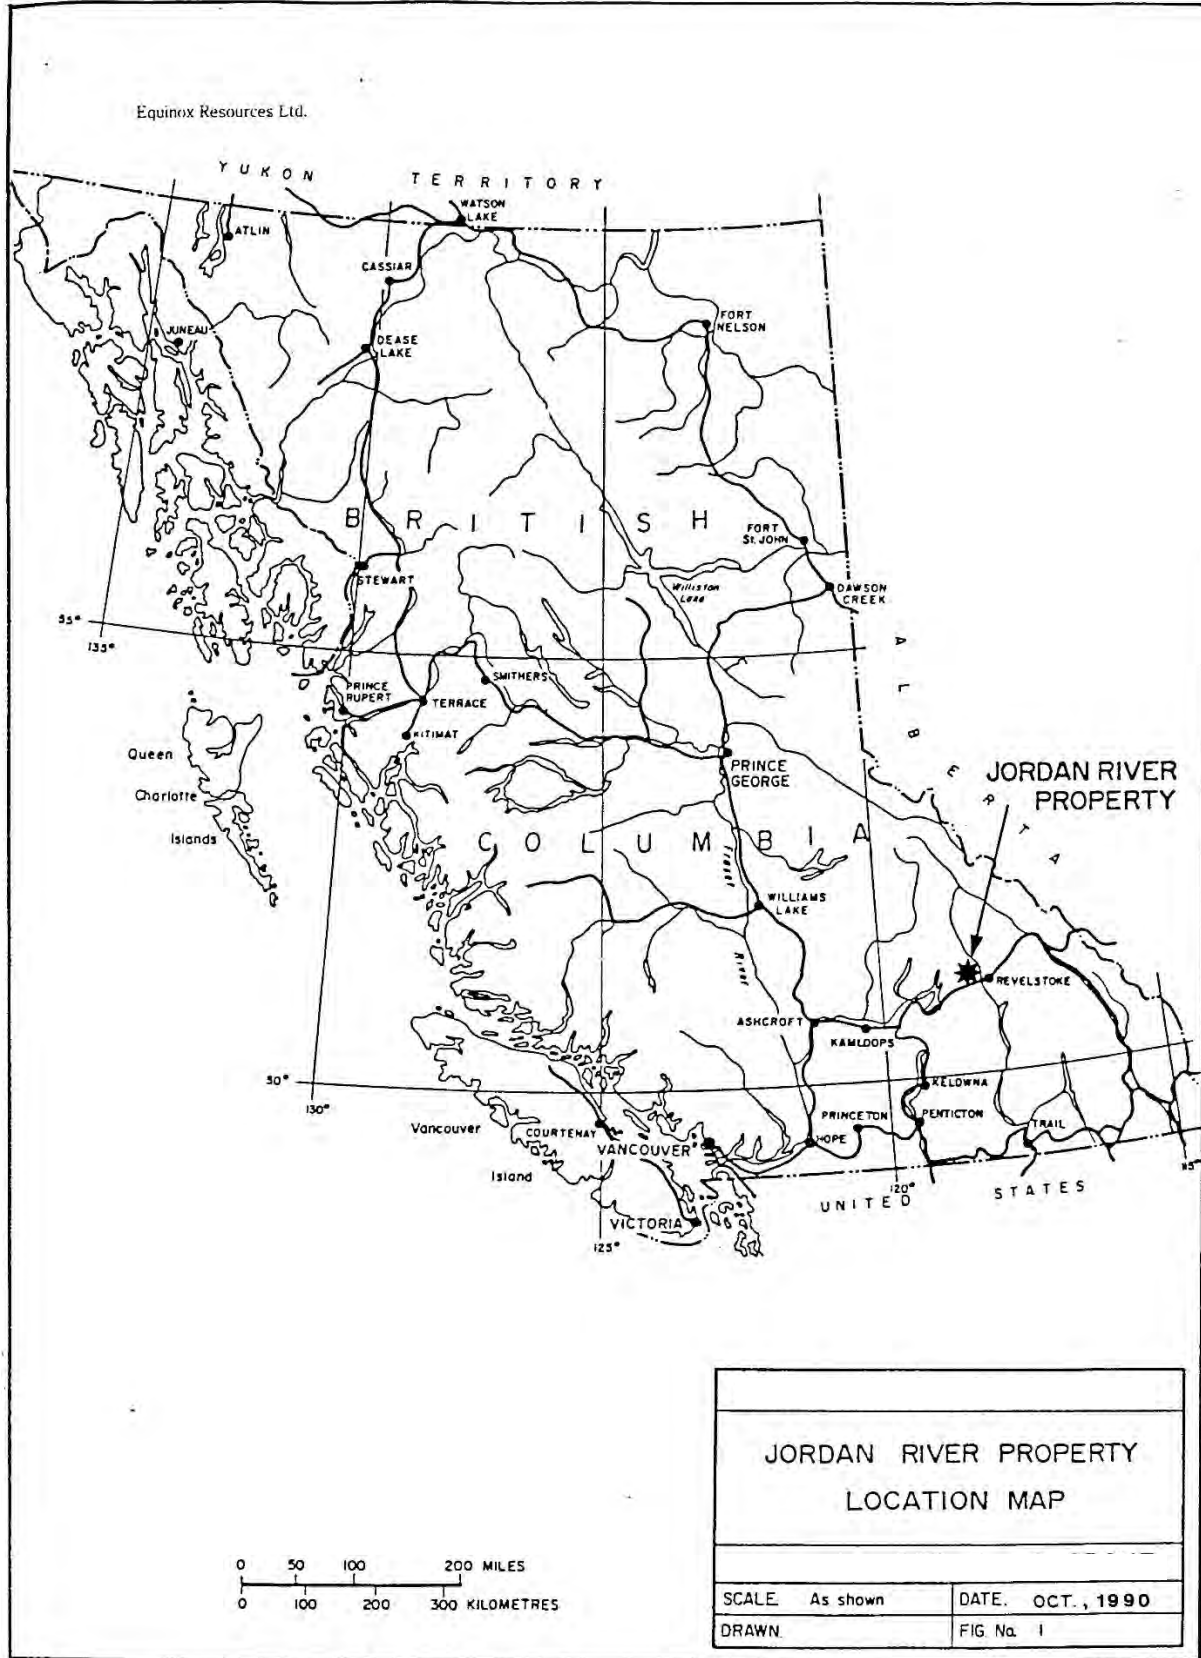 Equinox Resources Ltd.
YUKON TERRITORY
WATSON
LAKE
ATLIN
CASSIAR
JUNEAU
DEASE
LAKE
FORT
NELSON
BRITISH
FORT
St. JOHN
STEWART
Williston
Lake
DAWSON
CREEK
55°
135°
ALBERTA
PRINCE
RUPERT
SMITHERS
TERRACE
KITIMAT
Queen
Charlotte
Islands
PRINCE
GEORGE
JORDAN RIVER
PROPERTY
COLUMBIA
Fraser
River
WILLIAMS
LAKE
REVELSTOKE
ASHCROFT
KAMLOOPS
50°
130°
KELOWNA
Vancouver
Island
COURTENAY
VANCOUVER
PRINCETON
PENTICTON
HOPE
TRAIL
115°
120°
UNITED STATES
VICTORIA
125°
JORDAN RIVER PROPERTY
LOCATION MAP
0 50 100 200 MILES
0 100 200 300 KILOMETRES
SCALE. As shown
DATE. OCT., 1990
DRAWN.
FIG. No. 1